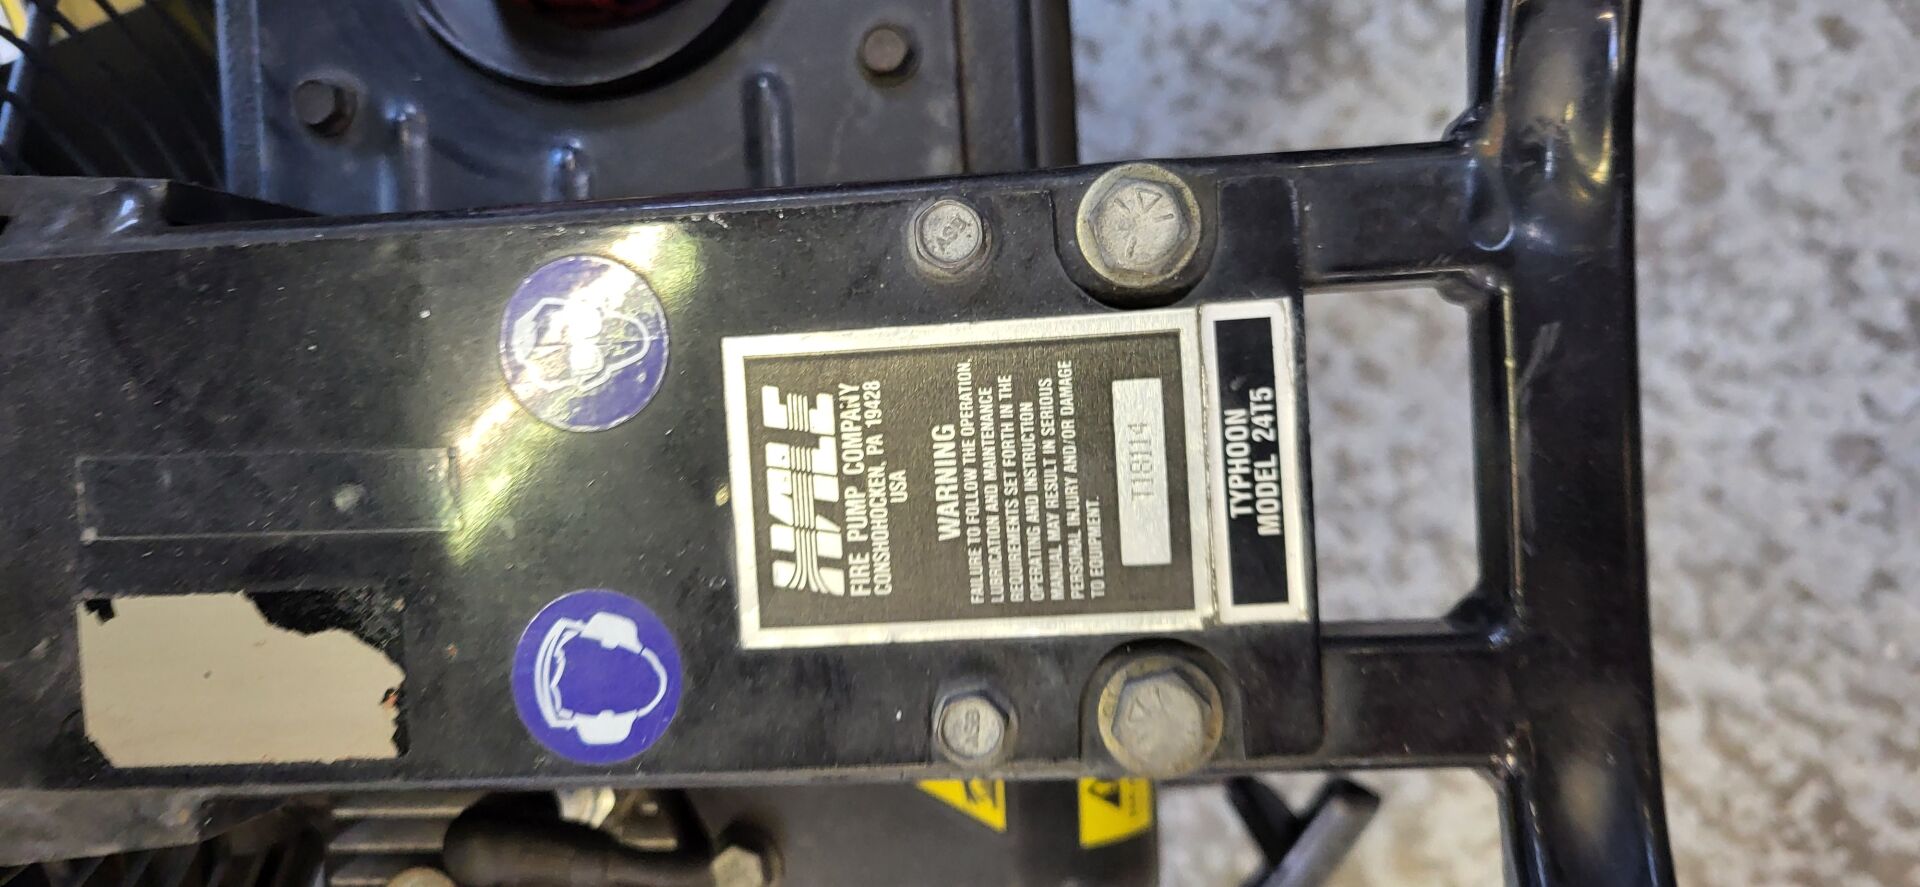 HALE
FIRE PUMP COMPANY
CONSHOHOCKEN, PA 19428
USA
WARNING
FAILURE TO FOLLOW THE OPERATION,
LUBRICATION AND MAINTENANCE
REQUIREMENTS SET FORTH IN THE
OPERATING AND INSTRUCTION
MANUAL MAY RESULT IN SERIOUS
PERSONAL INJURY AND/OR DAMAGE
TO EQUIPMENT.
T18114
TYPHOON
MODEL 24T5